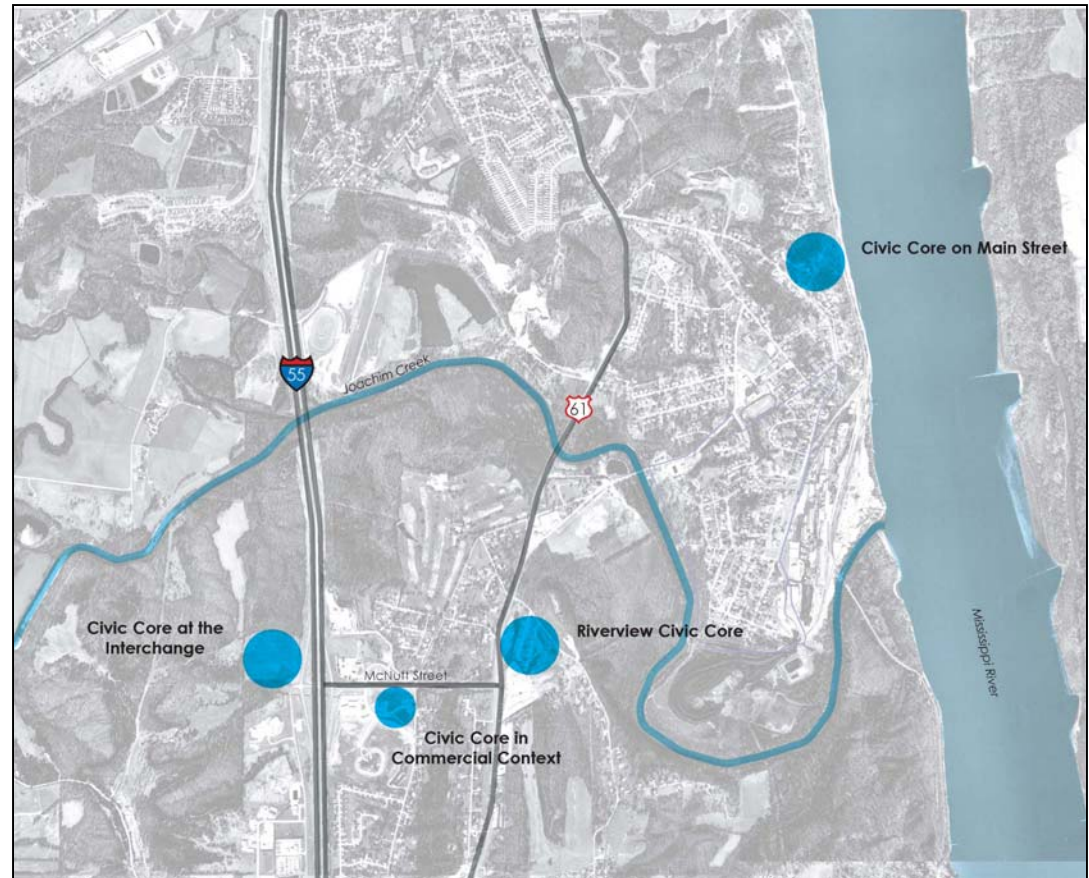 Civic Core on Main Street
55
Joachim Creek
61
Civic Core at the
Interchange
Riverview Civic Core
McNutt Street
Civic Core in
Commercial Context
Mississippi River